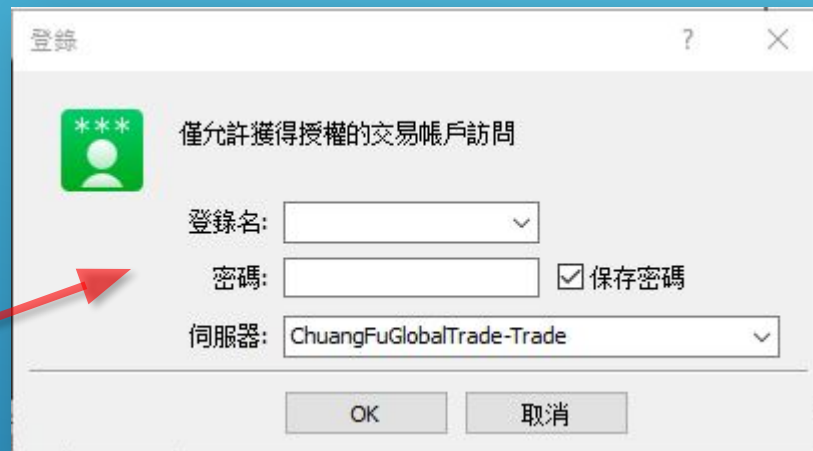 登錄
僅允許獲得授權的交易帳戶訪問
登錄名:
密碼: 保存密碼
伺服器: ChuangFuGlobalTrade-Trade
OK 取消